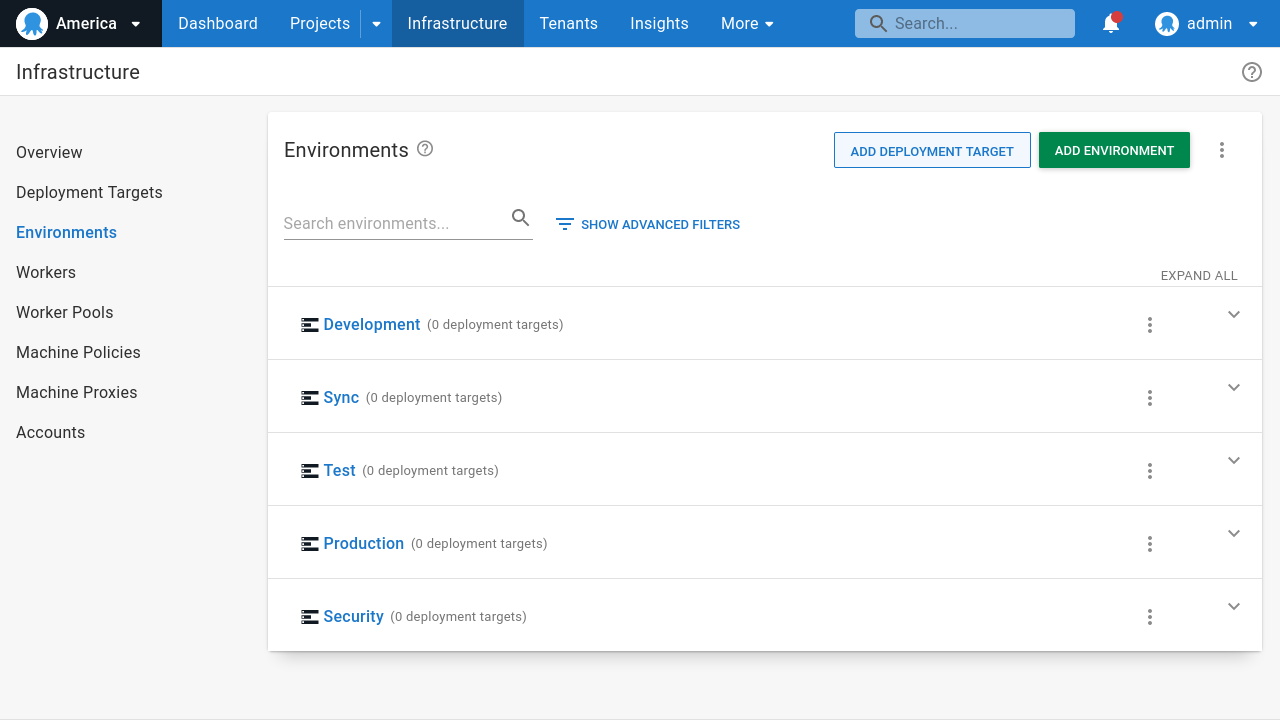 America
Dashboard
Projects
Infrastructure
Tenants
Insights
More
Search...
admin
Infrastructure
Overview
Deployment Targets
Environments
Workers
Worker Pools
Machine Policies
Machine Proxies
Accounts
Environments
ADD DEPLOYMENT TARGET
ADD ENVIRONMENT
Search environments...
SHOW ADVANCED FILTERS
EXPAND ALL
Development (0 deployment targets)
Sync (0 deployment targets)
Test (0 deployment targets)
Production (0 deployment targets)
Security (0 deployment targets)